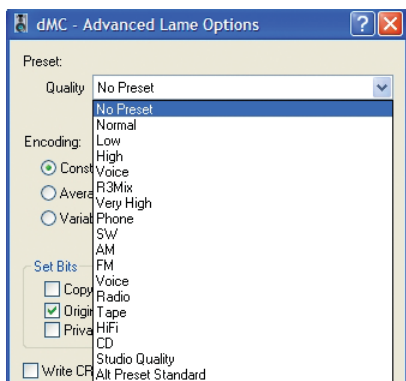 dMC - Advanced Lame Options
Preset:
Quality No Preset
No Preset
Normal
Low
High
Voice
R3Mix
Very High
Phone
SW
AM
FM
Voice
Radio
Tape
HiFi
CD
Studio Quality
Alt Preset Standard
Encoding:
Const
Avera
Variab
Set Bits
Copy
Origin
Priva
Write CR